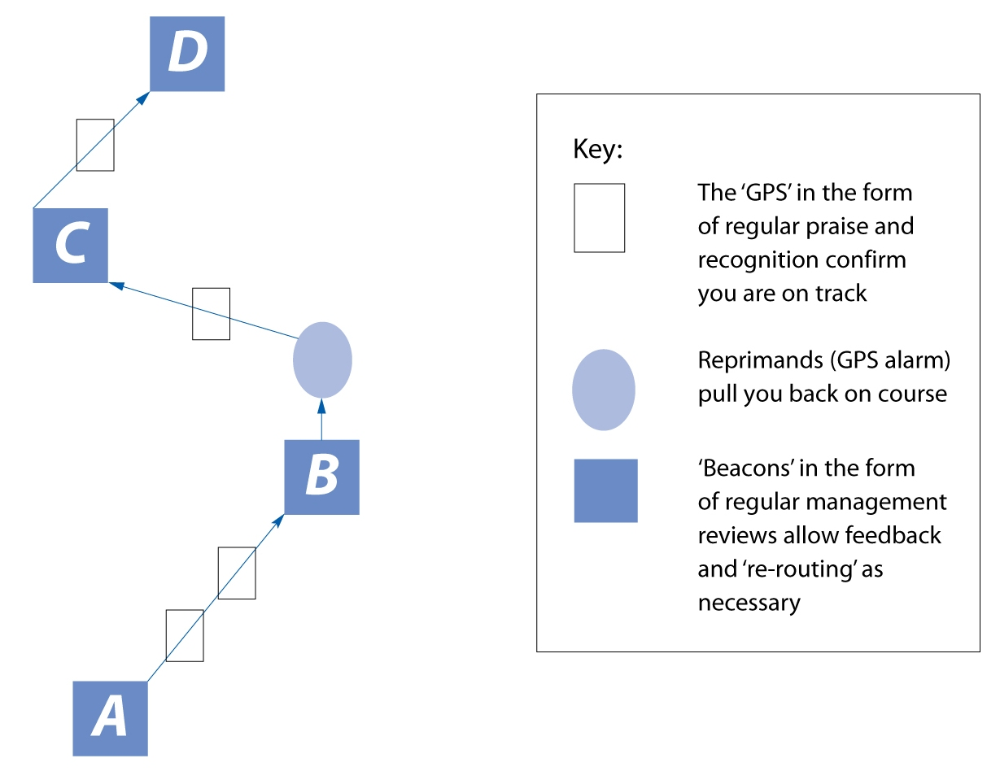 D
C
B
A
Key:
The ‘GPS’ in the form
of regular praise and
recognition confirm
you are on track
Reprimands (GPS alarm)
pull you back on course
‘Beacons’ in the form
of regular management
reviews allow feedback
and ‘re-routing’ as
necessary